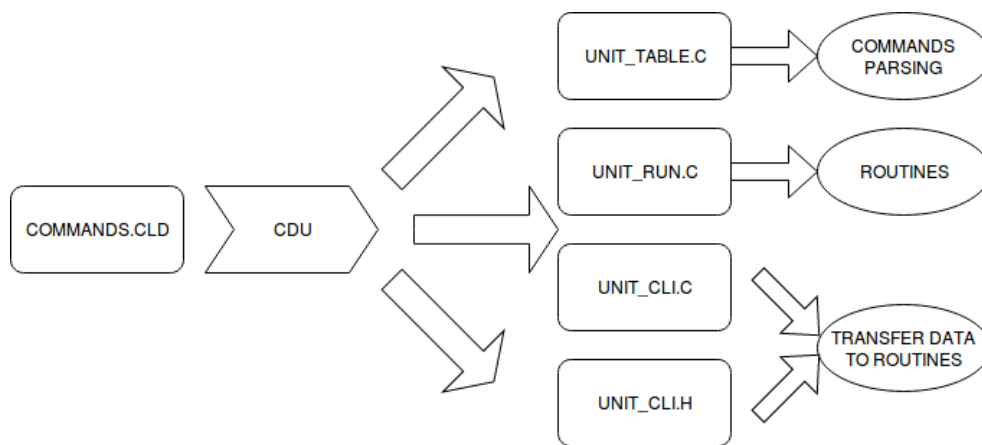 COMMANDS.CLD
CDU
UNIT_TABLE.C
COMMANDS
PARSING
UNIT_RUN.C
ROUTINES
UNIT_CLI.C
UNIT_CLI.H
TRANSFER DATA
TO ROUTINES